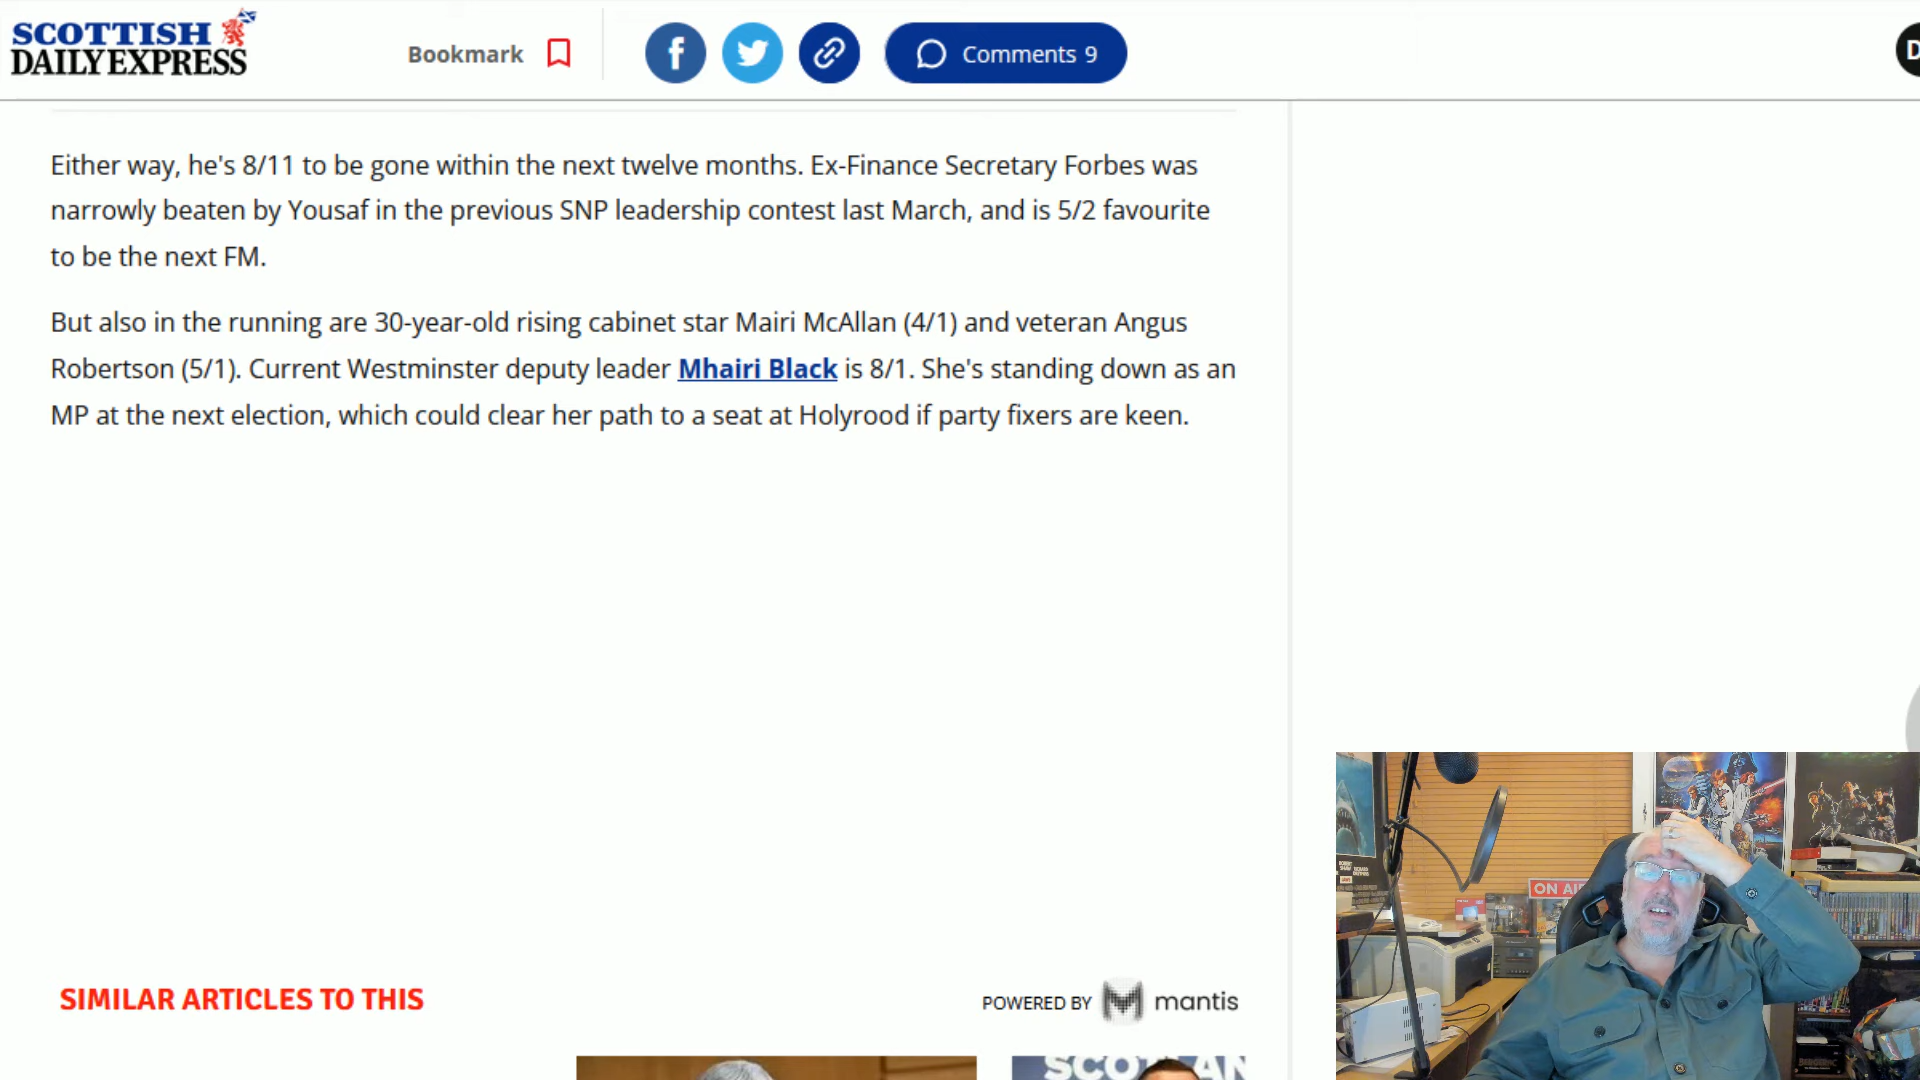 SCOTTISH
DAILY EXPRESS
Bookmark
f
Comments 9
D
Either way, he's 8/11 to be gone within the next twelve months. Ex-Finance Secretary Forbes was
narrowly beaten by Yousaf in the previous SNP leadership contest last March, and is 5/2 favourite
to be the next FM.
But also in the running are 30-year-old rising cabinet star Mairi McAllan (4/1) and veteran Angus
Robertson (5/1). Current Westminster deputy leader Mhairi Black is 8/1. She's standing down as an
MP at the next election, which could clear her path to a seat at Holyrood if party fixers are keen.
ON AI
SIMILAR ARTICLES TO THIS
POWERED BY mantis
SCOTLAN